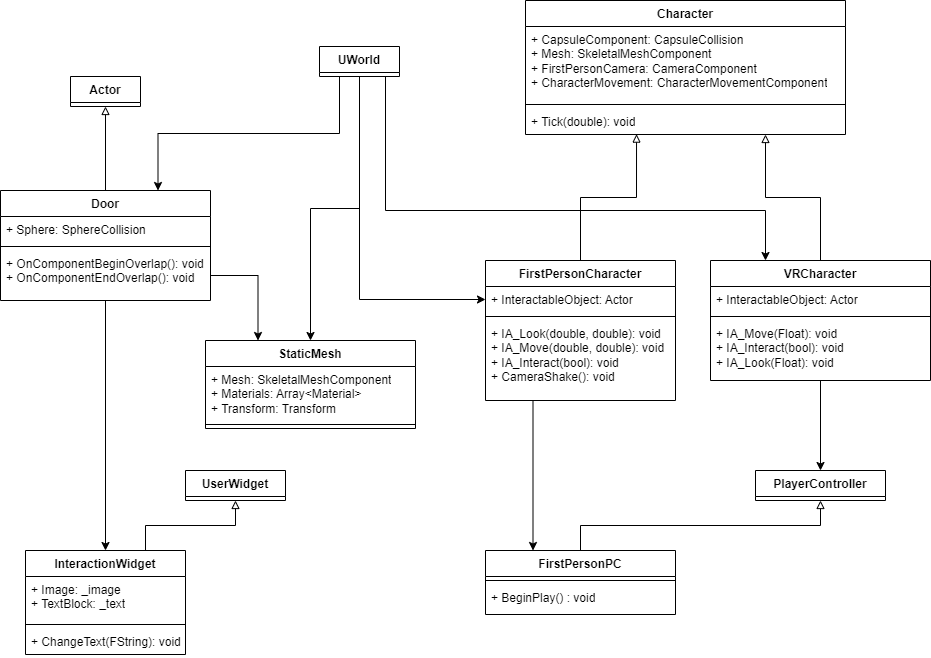 Character
+ CapsuleComponent: CapsuleCollision
+ Mesh: SkeletalMeshComponent
+ FirstPersonCamera: CameraComponent
+ CharacterMovement: CharacterMovementComponent
+ Tick(double): void
UWorld
Actor
Door
+ Sphere: SphereCollision
+ OnComponentBeginOverlap(): void
+ OnComponentEndOverlap(): void
FirstPersonCharacter
+ InteractableObject: Actor
+ IA_Look(double, double): void
+ IA_Move(double, double): void
+ IA_Interact(bool): void
+ CameraShake(): void
VRCharacter
+ InteractableObject: Actor
+ IA_Move(Float): void
+ IA_Interact(bool): void
+ IA_Look(Float): void
StaticMesh
+ Mesh: SkeletalMeshComponent
+ Materials: Array<Material>
+ Transform: Transform
UserWidget
PlayerController
InteractionWidget
+ Image: _image
+ TextBlock: _text
+ ChangeText(FString): void
FirstPersonPC
+ BeginPlay() : void